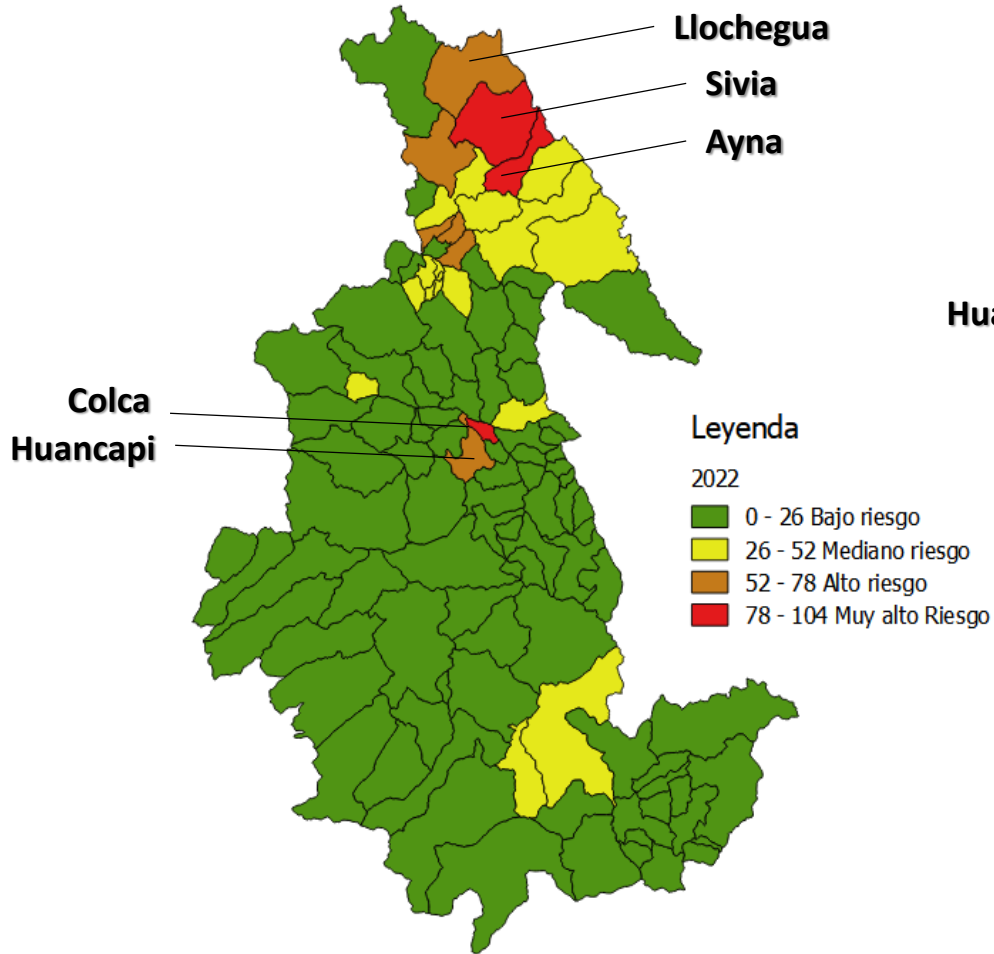 Llochegua
Sivia
Ayna
Colca
Huancapi
Leyenda
2022
0 - 26 Bajo riesgo
26 - 52 Mediano riesgo
52 - 78 Alto riesgo
78 - 104 Muy alto Riesgo